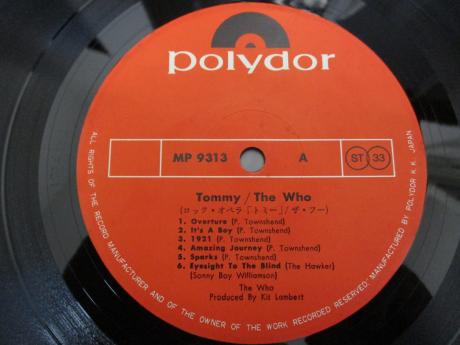 polydor
MP 9313 A ST 33
Tommy / The Who
(ロック・オペラ「トミー」/ ザ・フー)
1. Overture (P. Townshend)
2. It's A Boy (P. Townshend)
3. 1921 (P. Townshend)
4. Amazing Journey (P. Townshend)
5. Sparks (P. Townshend)
6. Eyesight To The Blind (The Hawker)
(Sonny Boy Williamson)
The Who
Produced By Kit Lambert
ALL RIGHTS OF THE RECORD MANUFACTURER AND OF THE OWNER OF THE WORK RECORDED RESERVED. MANUFACTURED BY POLYDOR K.K. JAPAN